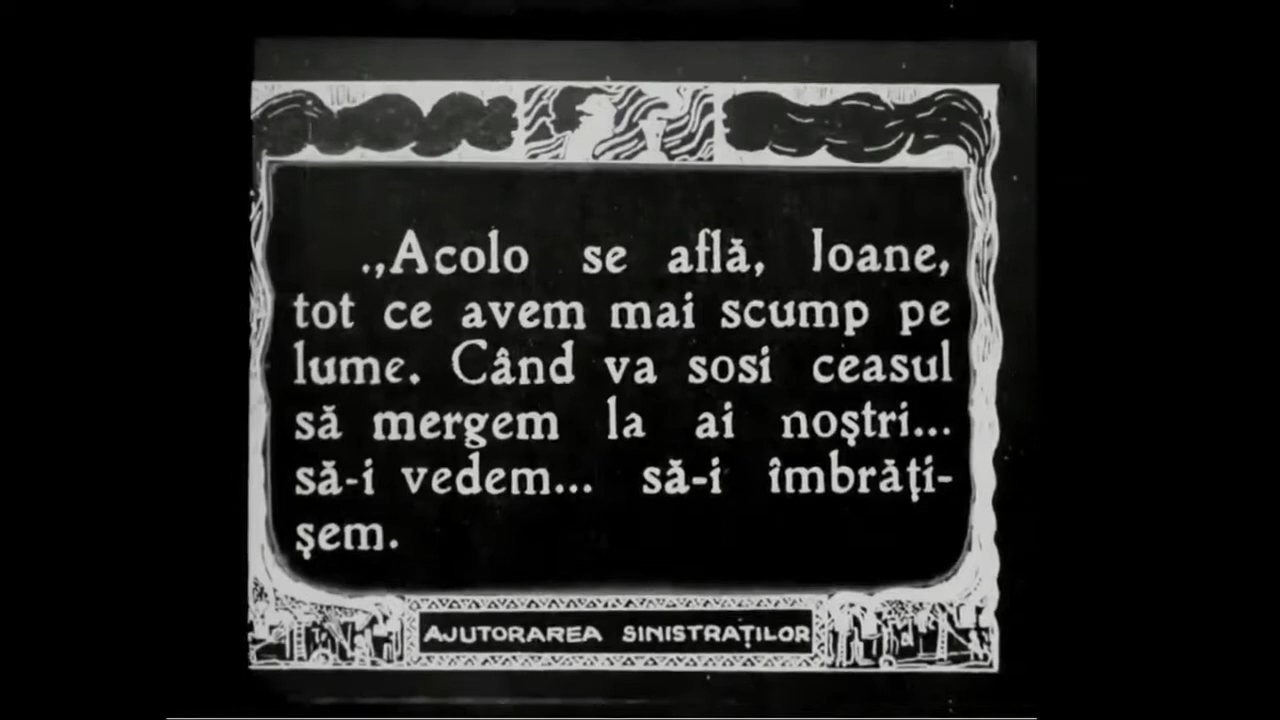 .,Acolo se află, Ioane,
tot ce avem mai scump pe
lume. Când va sosi ceasul
să mergem la ai noştri...
să-i vedem... să-i îmbrăţi-
şem.
AJUTORAREA SINISTRAŢILOR